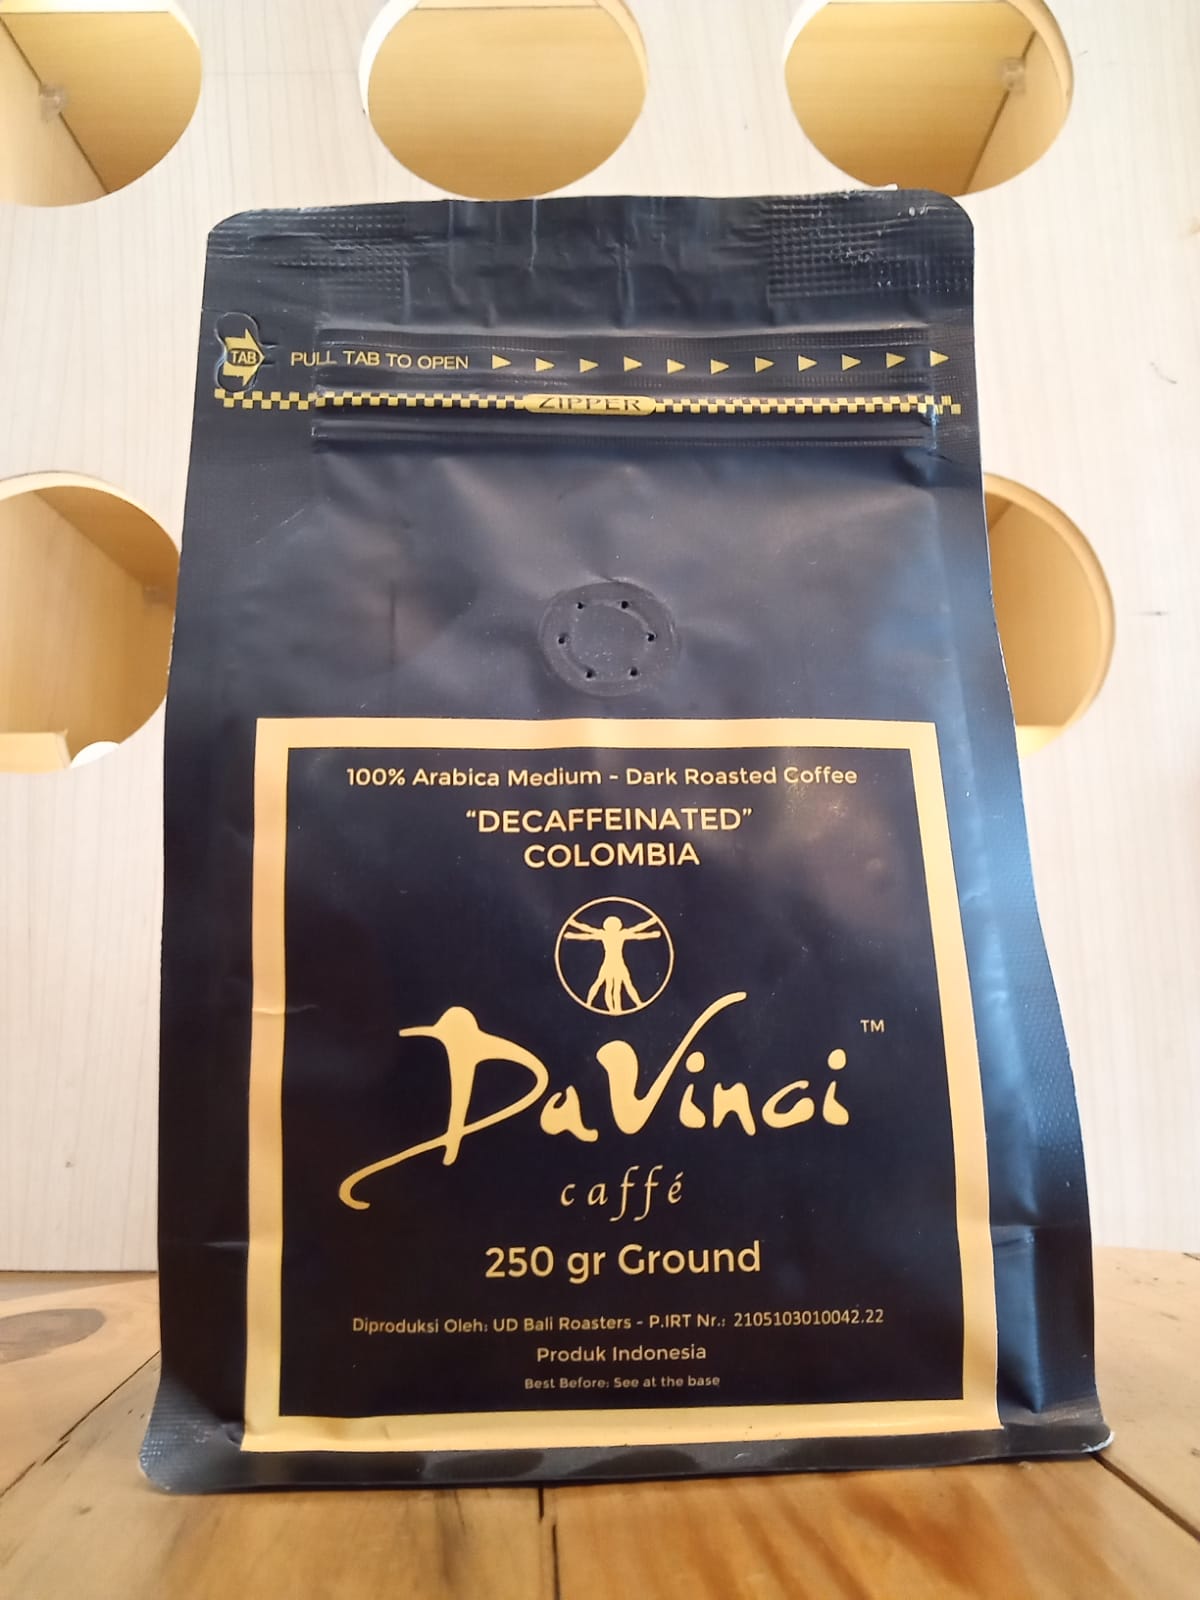 TAB PULL TAB TO OPEN
ZIPPER
100% Arabica Medium - Dark Roasted Coffee
“DECAFFEINATED”
COLOMBIA
DaVinci ™
caffé
250 gr Ground
Diproduksi Oleh: UD Bali Roasters - P.IRT Nr.: 2105103010042.22
Produk Indonesia
Best Before: See at the base